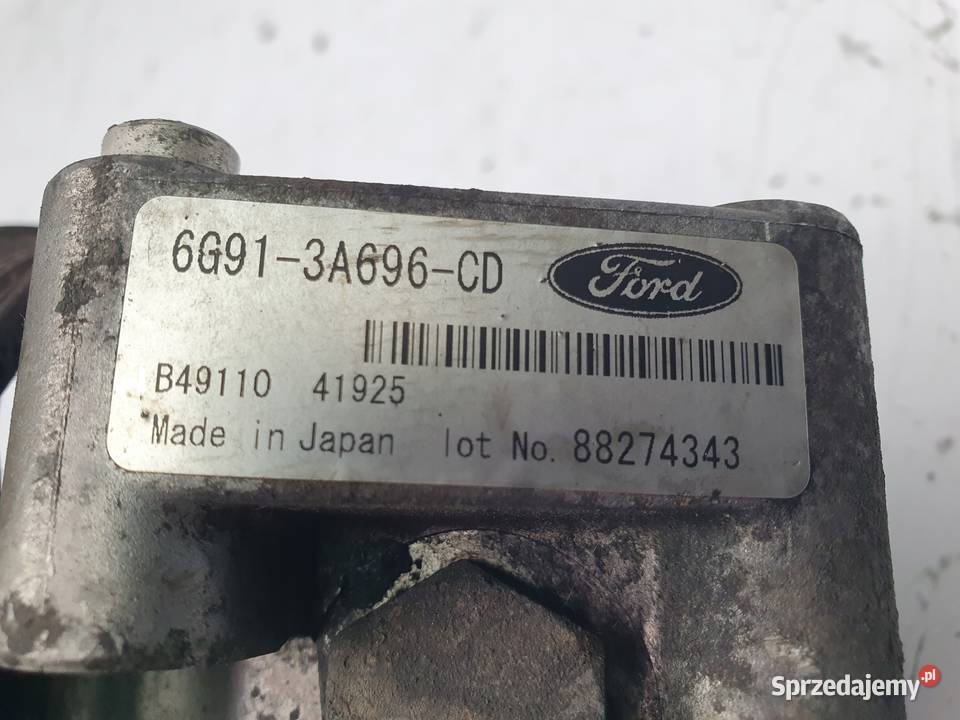 6G91-3A696-CD
Ford
B49110 41925
Made in Japan lot No. 88274343
Sprzedajemy.pl